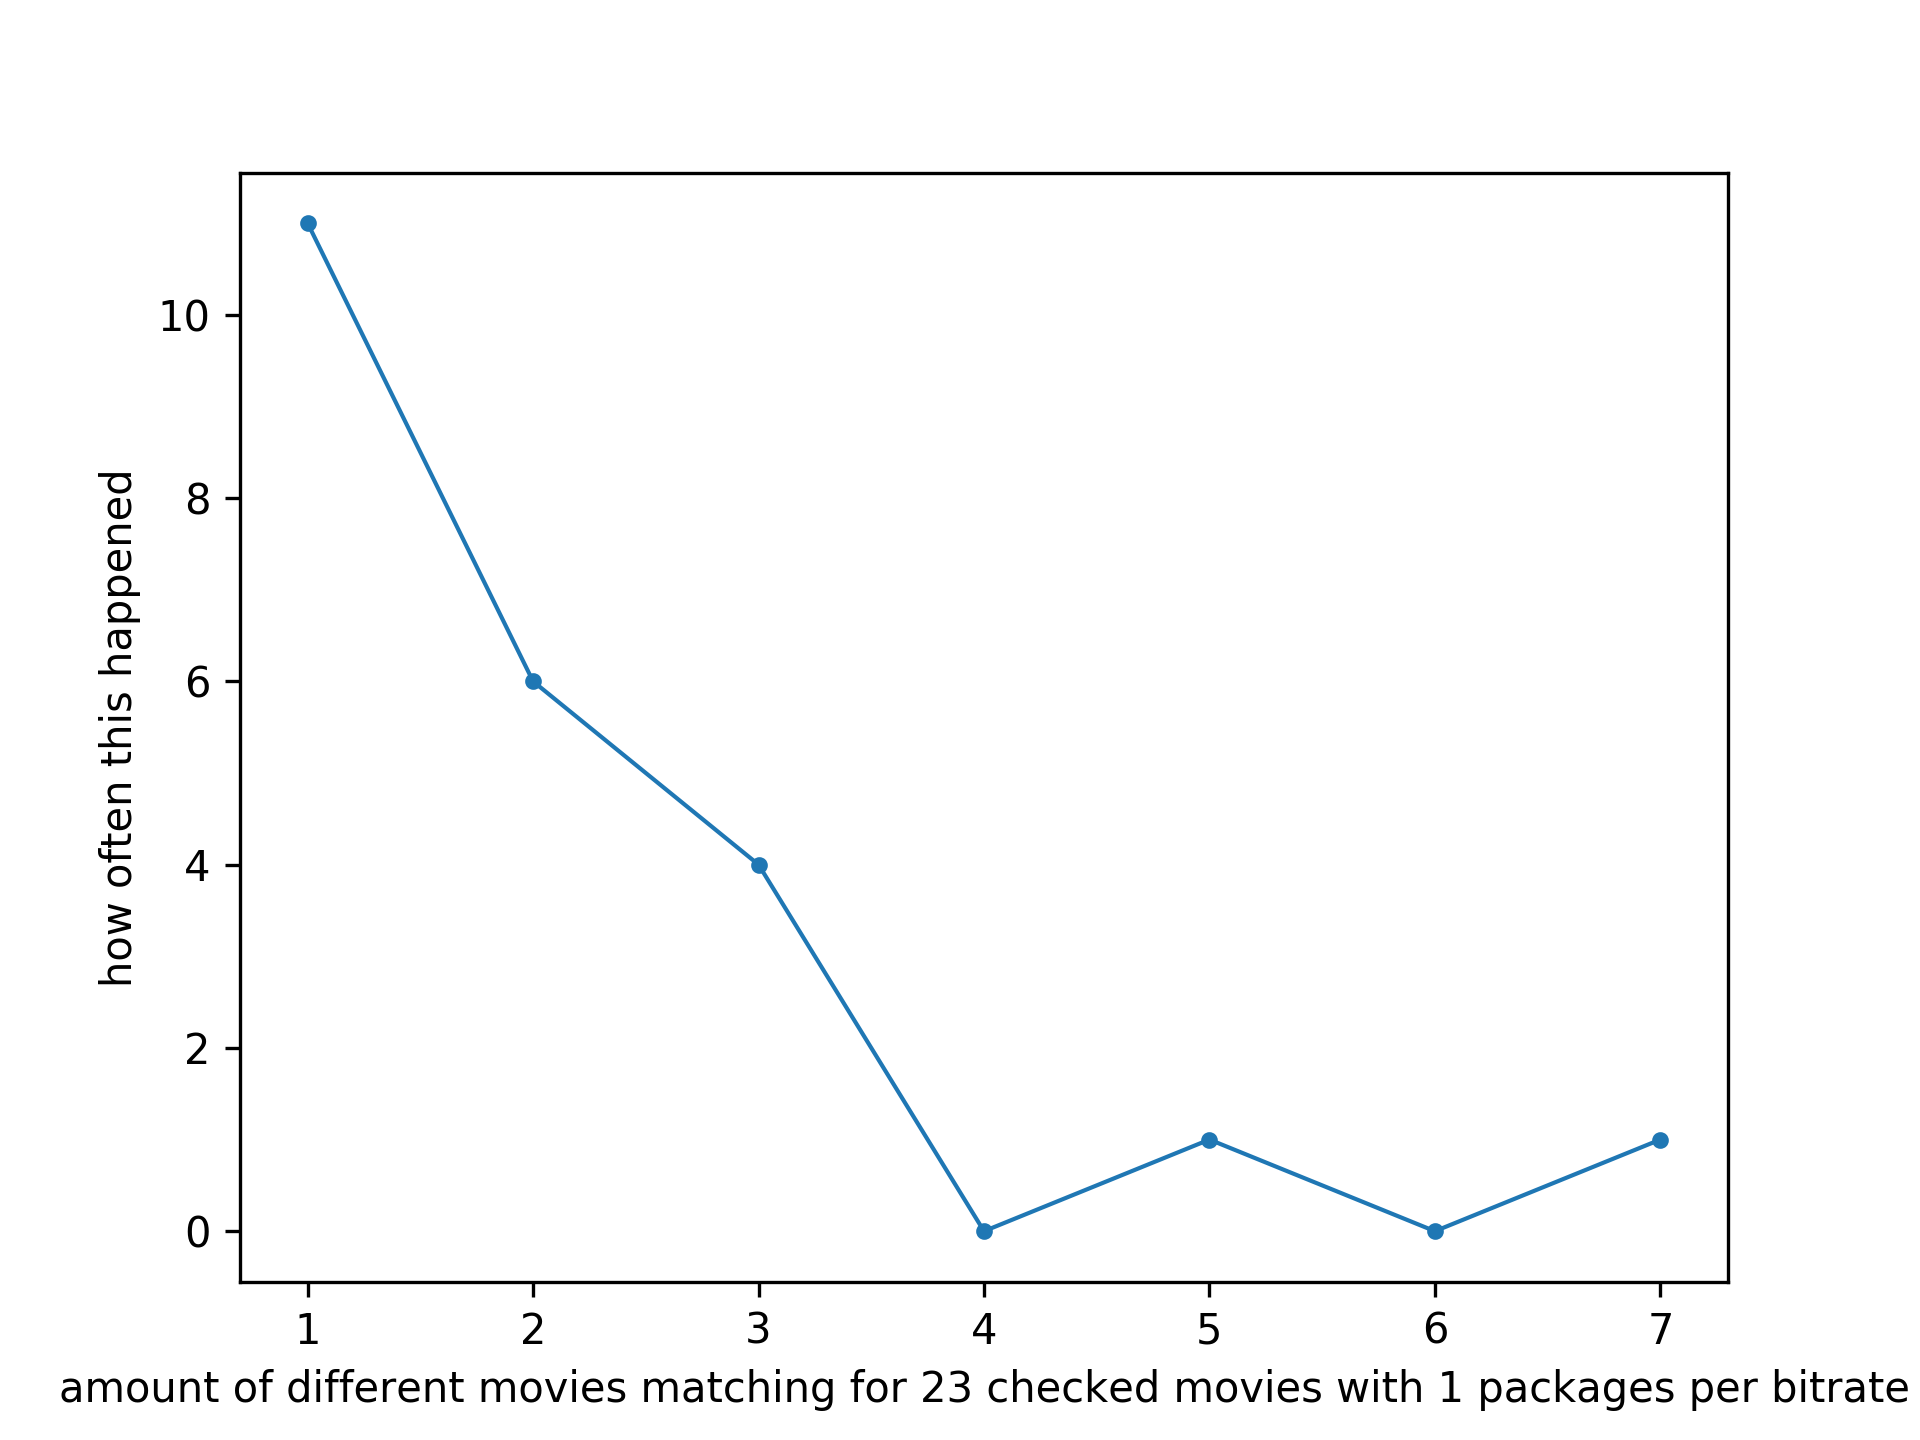 10
8
6
4
2
0
how often this happened
1 2 3 4 5 6 7
amount of different movies matching for 23 checked movies with 1 packages per bitrate